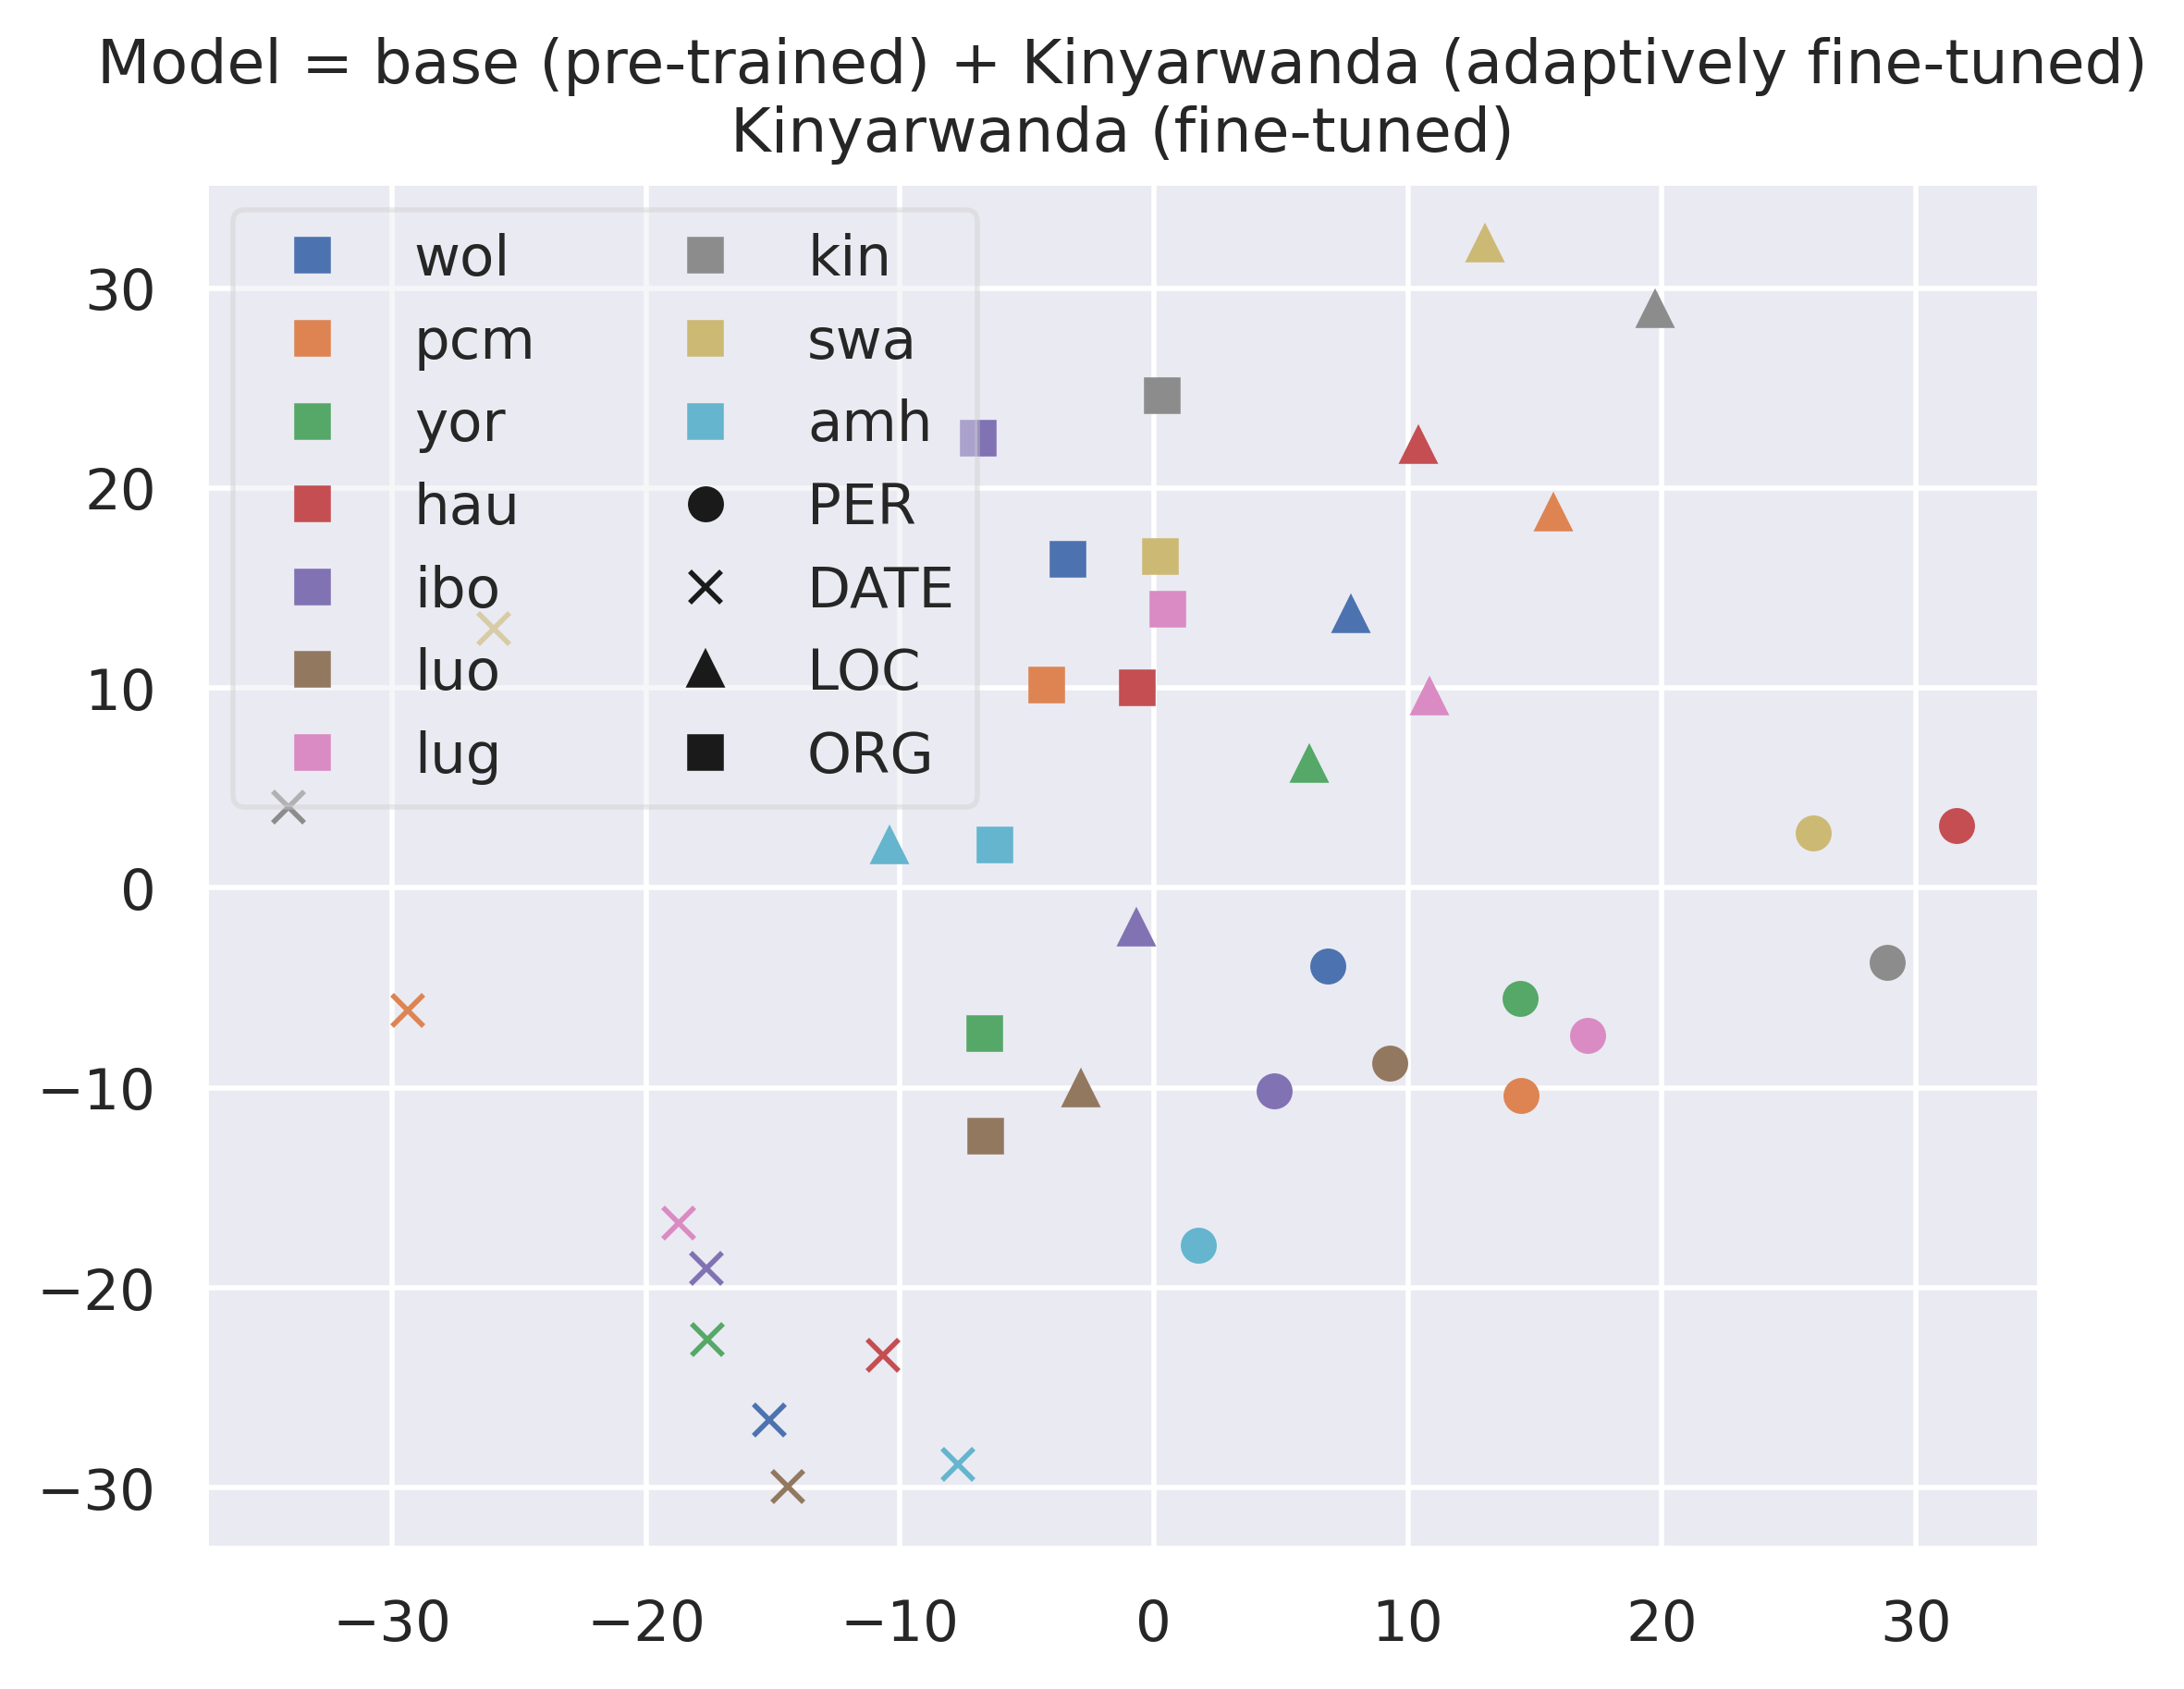 Model = base (pre-trained) + Kinyarwanda (adaptively fine-tuned)
Kinyarwanda (fine-tuned)
wol
pcm
yor
hau
ibo
luo
lug
kin
swa
amh
PER
DATE
LOC
ORG
30
20
10
0
−10
−20
−30
−30
−20
−10
0
10
20
30